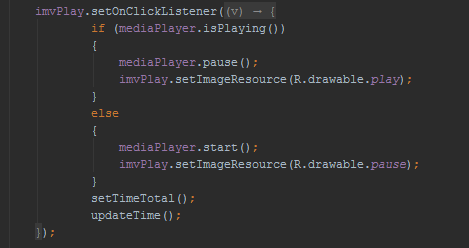 imvPlay.setOnClickListener((v) → {
if (mediaPlayer.isPlaying())
{
mediaPlayer.pause();
imvPlay.setImageResource(R.drawable.play);
}
else
{
mediaPlayer.start();
imvPlay.setImageResource(R.drawable.pause);
}
setTimeTotal();
updateTime();
});